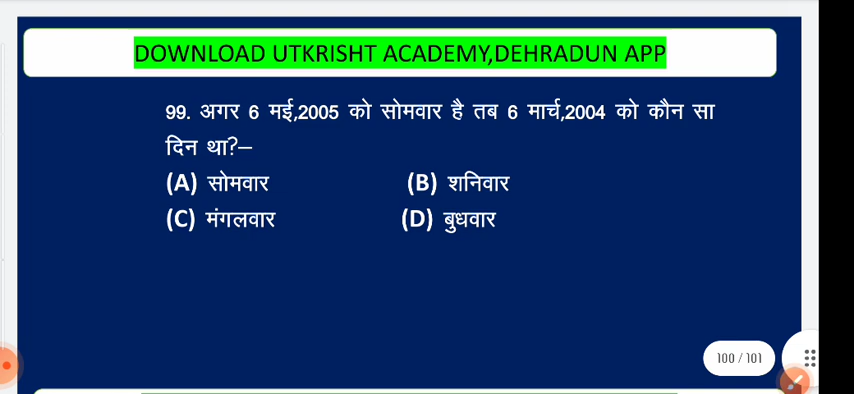 DOWNLOAD UTKRISHT ACADEMY,DEHRADUN APP
99. अगर 6 मई,2005 को सोमवार है तब 6 मार्च,2004 को कौन सा
दिन था?–
(A) सोमवार (B) शनिवार
(C) मंगलवार (D) बुधवार
100 / 101